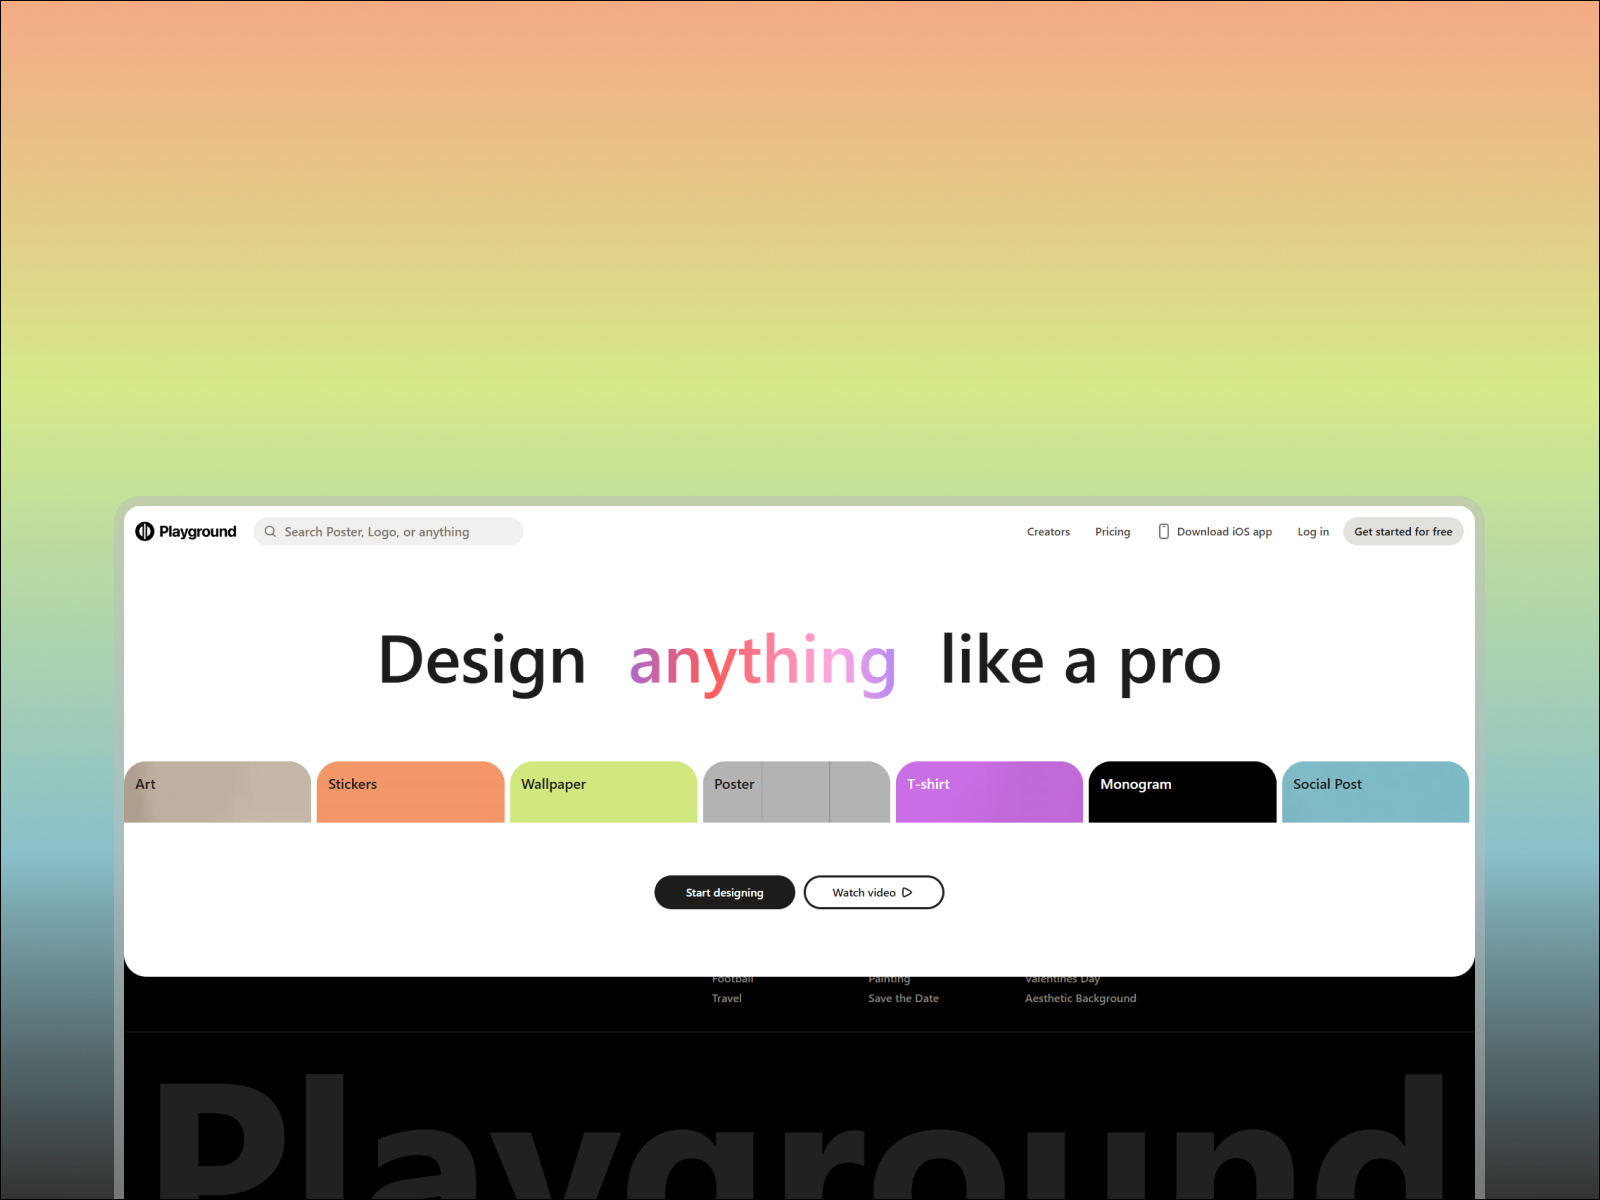 Playground
Search Poster, Logo, or anything
Creators
Pricing
Download iOS app
Log in
Get started for free
Design anything like a pro
Art
Stickers
Wallpaper
Poster
T-shirt
Monogram
Social Post
Start designing
Watch video
Football
Painting
Valentines Day
Travel
Save the Date
Aesthetic Background
Playground